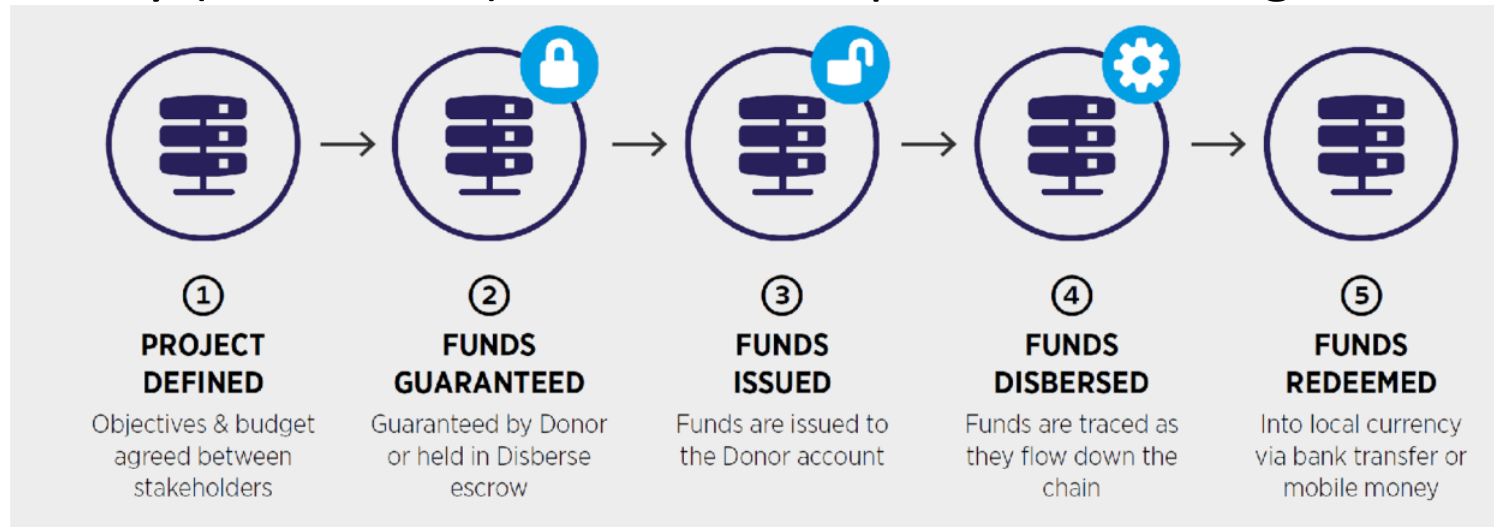 1
PROJECT
DEFINED
Objectives & budget
agreed between
stakeholders
2
FUNDS
GUARANTEED
Guaranteed by Donor
or held in Disberse
escrow
3
FUNDS
ISSUED
Funds are issued to
the Donor account
4
FUNDS
DISBERSED
Funds are traced as
they flow down the
chain
5
FUNDS
REDEEMED
Into local currency
via bank transfer or
mobile money